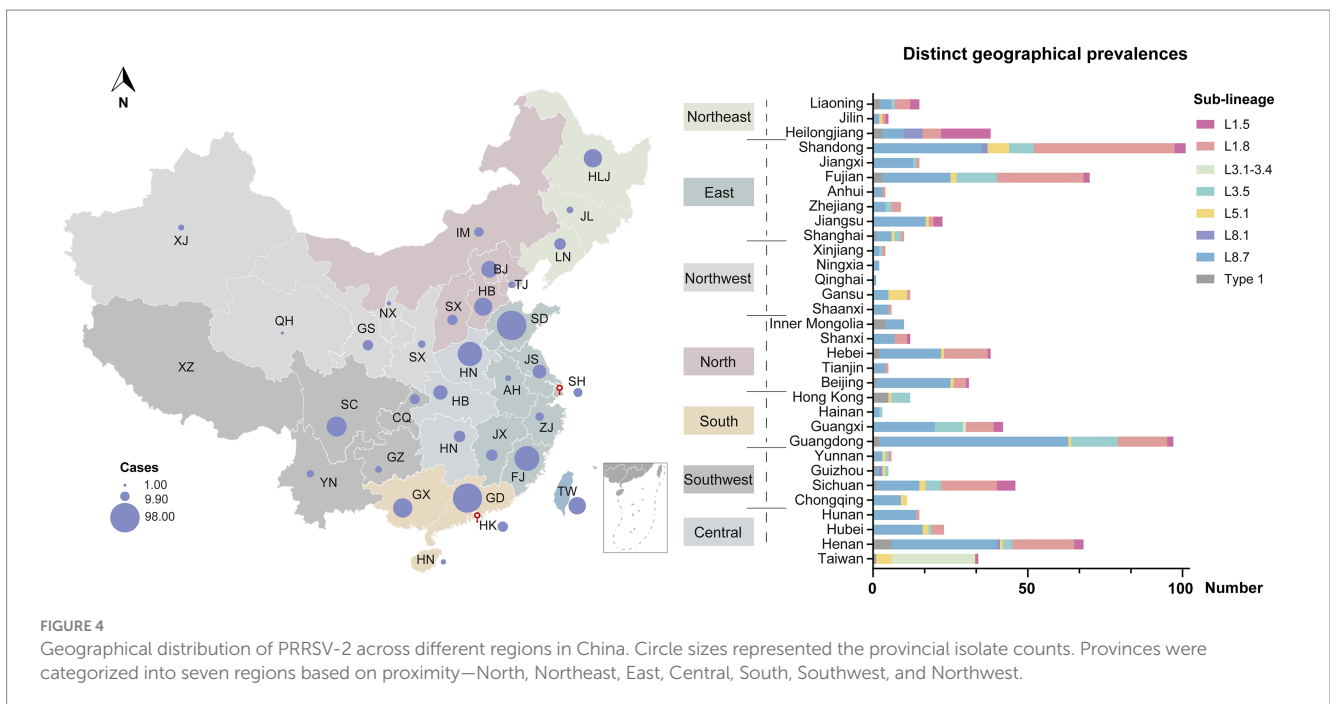 Distinct geographical prevalences
N
XJ
QH
XZ
NX
GS
SX
IM
BJ
TJ
HB
SX
SD
HLJ
JL
LN
HN
JS
SH
AH
HB
CQ
SC
GZ
YN
HN
JX
ZJ
FJ
GX
GD
HK
HN
TW
Cases
1.00
9.90
98.00
Northeast
East
Northwest
North
South
Southwest
Central
Liaoning
Jilin
Heilongjiang
Shandong
Jiangxi
Fujian
Anhui
Zhejiang
Jiangsu
Shanghai
Xinjiang
Ningxia
Qinghai
Gansu
Shaanxi
Inner Mongolia
Shanxi
Hebei
Tianjin
Beijing
Hong Kong
Hainan
Guangxi
Guangdong
Yunnan
Guizhou
Sichuan
Chongqing
Hunan
Hubei
Henan
Taiwan
0 50 100 Number
Sub-lineage
L1.5
L1.8
L3.1-3.4
L3.5
L5.1
L8.1
L8.7
Type 1
FIGURE 4
Geographical distribution of PRRSV-2 across different regions in China. Circle sizes represented the provincial isolate counts. Provinces were
categorized into seven regions based on proximity—North, Northeast, East, Central, South, Southwest, and Northwest.